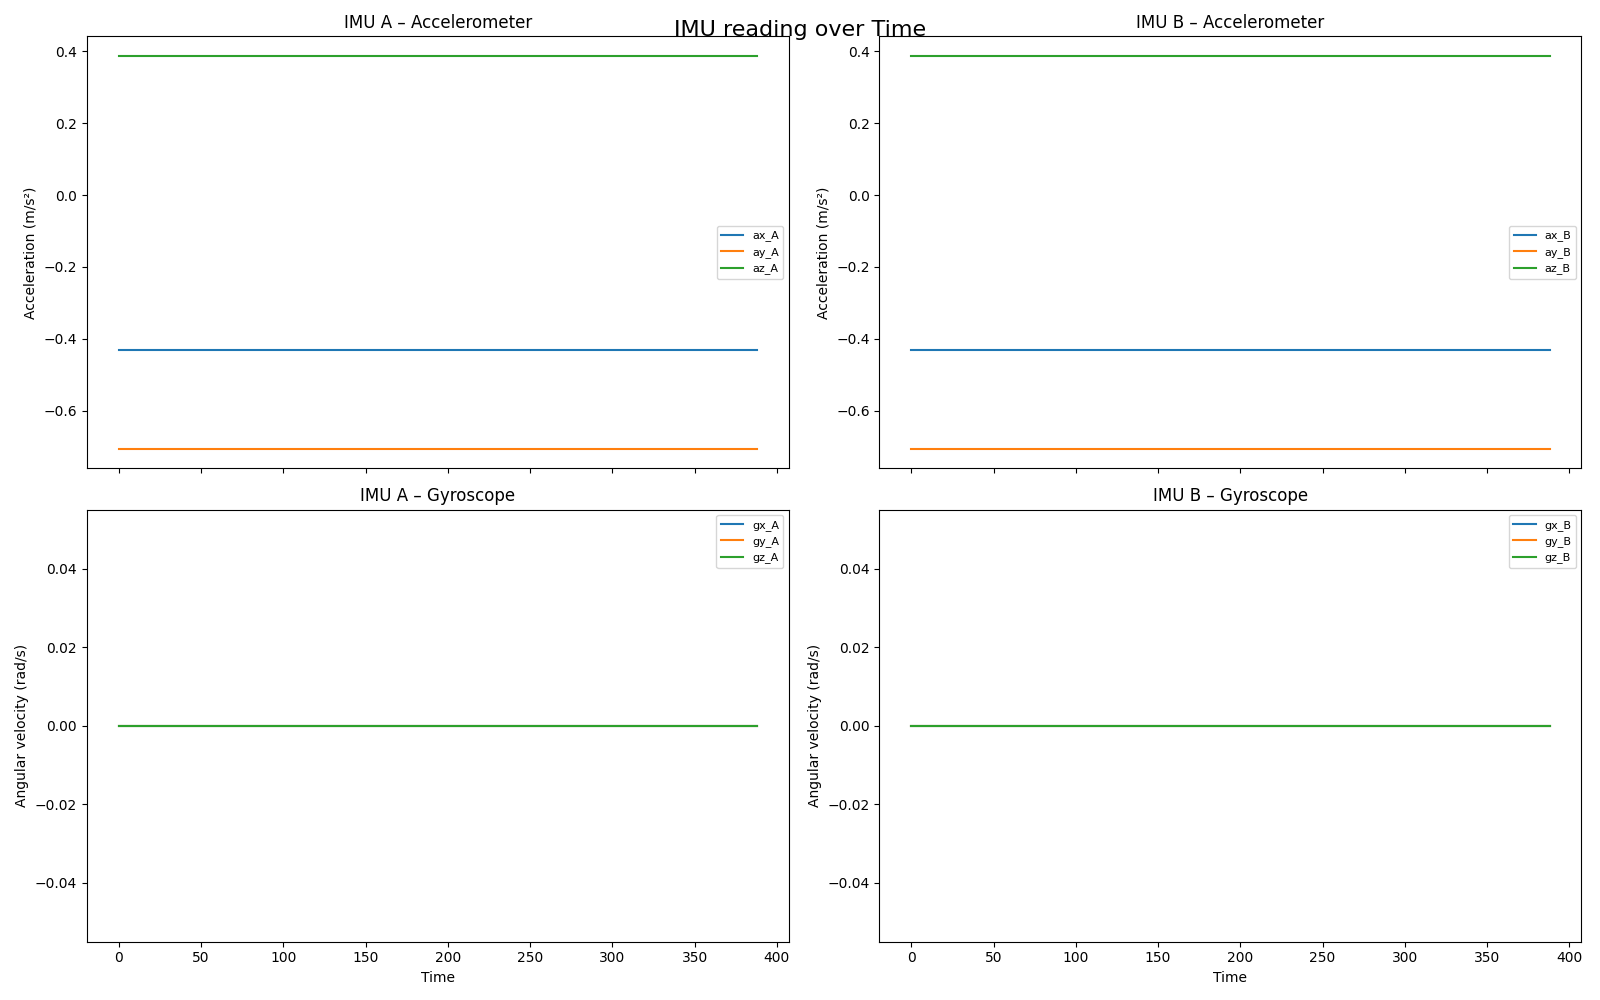 IMU reading over Time
IMU A – Accelerometer
Acceleration (m/s²)
0.4
0.2
0.0
−0.2
−0.4
−0.6
ax_A
ay_A
az_A
IMU B – Accelerometer
Acceleration (m/s²)
0.4
0.2
0.0
−0.2
−0.4
−0.6
ax_B
ay_B
az_B
IMU A – Gyroscope
Angular velocity (rad/s)
0.04
0.02
0.00
−0.02
−0.04
gx_A
gy_A
gz_A
0 50 100 150 200 250 300 350 400
Time
IMU B – Gyroscope
Angular velocity (rad/s)
0.04
0.02
0.00
−0.02
−0.04
gx_B
gy_B
gz_B
0 50 100 150 200 250 300 350 400
Time